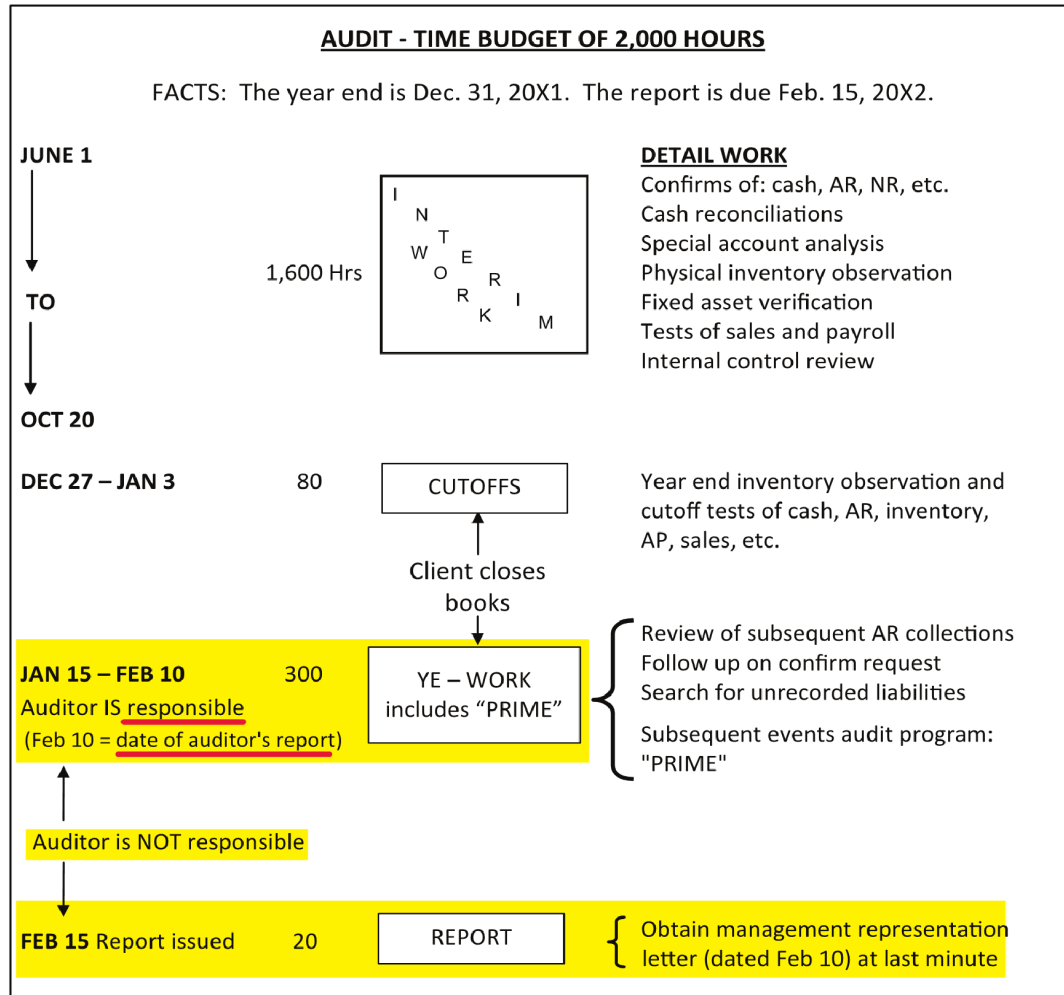 AUDIT - TIME BUDGET OF 2,000 HOURS
FACTS: The year end is Dec. 31, 20X1. The report is due Feb. 15, 20X2.
JUNE 1
TO
OCT 20
1,600 Hrs
INTERIM
WORK
DETAIL WORK
Confirms of: cash, AR, NR, etc.
Cash reconciliations
Special account analysis
Physical inventory observation
Fixed asset verification
Tests of sales and payroll
Internal control review
DEC 27 – JAN 3
80
CUTOFFS
Year end inventory observation and
cutoff tests of cash, AR, inventory,
AP, sales, etc.
Client closes
books
JAN 15 – FEB 10
300
Auditor IS responsible
(Feb 10 = date of auditor's report)
YE – WORK
includes “PRIME”
Review of subsequent AR collections
Follow up on confirm request
Search for unrecorded liabilities
Subsequent events audit program:
"PRIME"
Auditor is NOT responsible
FEB 15 Report issued
20
REPORT
Obtain management representation
letter (dated Feb 10) at last minute